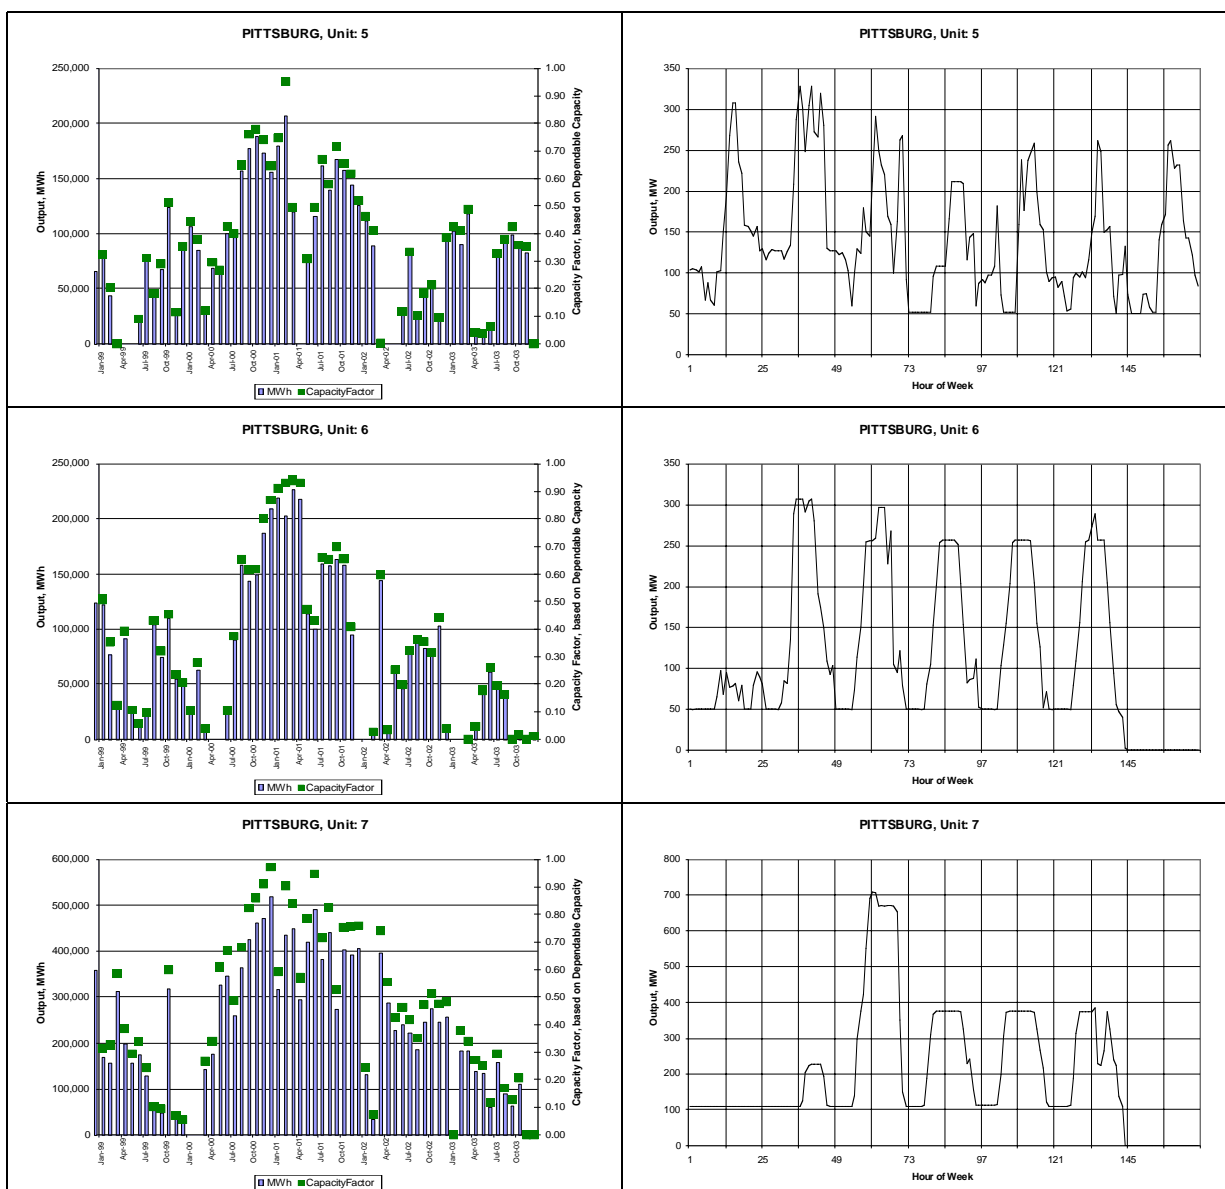 PITTSBURG, Unit: 5
250,000
200,000
150,000
100,000
50,000
0
Output, MWh
1.00
0.90
0.80
0.70
0.60
0.50
0.40
0.30
0.20
0.10
0.00
Capacity Factor, based on Dependable Capacity
Jan-99
Apr-99
Jul-99
Oct-99
Jan-00
Apr-00
Jul-00
Oct-00
Jan-01
Apr-01
Jul-01
Oct-01
Jan-02
Apr-02
Jul-02
Oct-02
Jan-03
Apr-03
Jul-03
Oct-03
MWh CapacityFactor
PITTSBURG, Unit: 5
350
300
250
200
150
100
50
0
Output, MW
1 25 49 73 97 121 145
Hour of Week
PITTSBURG, Unit: 6
250,000
200,000
150,000
100,000
50,000
0
Output, MWh
1.00
0.90
0.80
0.70
0.60
0.50
0.40
0.30
0.20
0.10
0.00
Capacity Factor, based on Dependable Capacity
Jan-99
Apr-99
Jul-99
Oct-99
Jan-00
Apr-00
Jul-00
Oct-00
Jan-01
Apr-01
Jul-01
Oct-01
Jan-02
Apr-02
Jul-02
Oct-02
Jan-03
Apr-03
Jul-03
Oct-03
MWh CapacityFactor
PITTSBURG, Unit: 6
350
300
250
200
150
100
50
0
Output, MW
1 25 49 73 97 121 145
Hour of Week
PITTSBURG, Unit: 7
600,000
500,000
400,000
300,000
200,000
100,000
0
Output, MWh
1.00
0.90
0.80
0.70
0.60
0.50
0.40
0.30
0.20
0.10
0.00
Capacity Factor, based on Dependable Capacity
Jan-99
Apr-99
Jul-99
Oct-99
Jan-00
Apr-00
Jul-00
Oct-00
Jan-01
Apr-01
Jul-01
Oct-01
Jan-02
Apr-02
Jul-02
Oct-02
Jan-03
Apr-03
Jul-03
Oct-03
MWh CapacityFactor
PITTSBURG, Unit: 7
800
700
600
500
400
300
200
100
0
Output, MW
1 25 49 73 97 121 145
Hour of Week